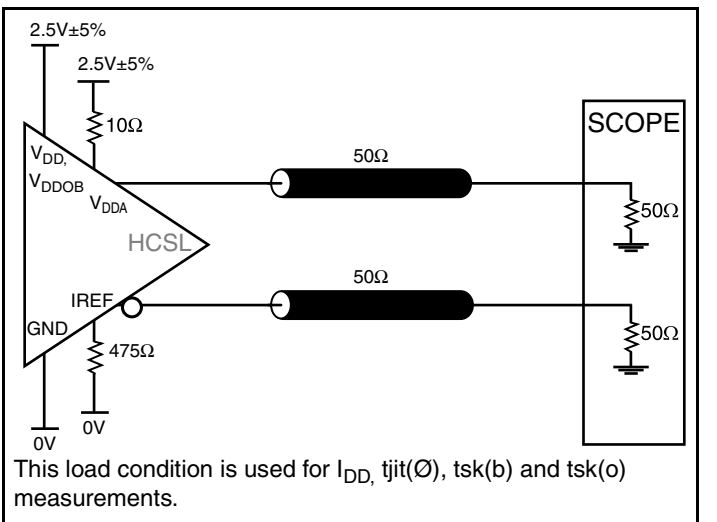 2.5V±5%
2.5V±5%
10Ω
SCOPE
50Ω
V_DD,
V_DDOB
V_DDA
50Ω
HCSL
50Ω
IREF
GND
50Ω
475Ω
0V
0V
This load condition is used for I_DD, tjit(Ø), tsk(b) and tsk(o)
measurements.